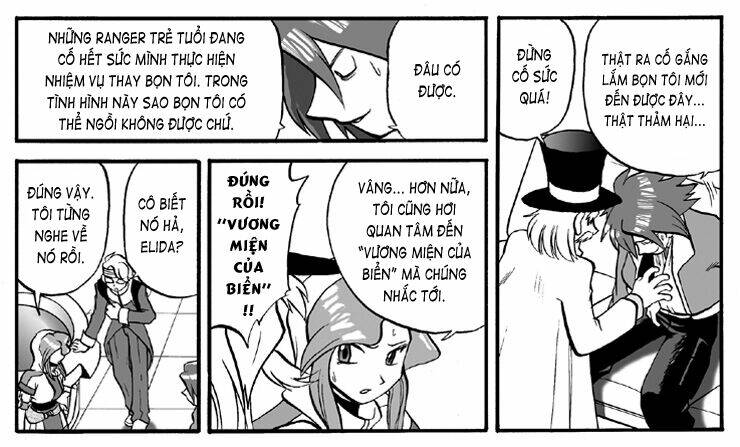 THẬT RA CỐ GẮNG
LẮM BỌN TÔI MỚI
ĐẾN ĐƯỢC ĐÂY...
THẬT THẢM HẠI...
ĐỪNG
CỐ SỨC
QUÁ!
ĐÂU CÓ
ĐƯỢC.
NHỮNG RANGER TRẺ TUỔI ĐANG
CỐ HẾT SỨC MÌNH THỰC HIỆN
NHIỆM VỤ THAY BỌN TÔI. TRONG
TÌNH HÌNH NÀY SAO BỌN TÔI CÓ
THỂ NGỒI KHÔNG ĐƯỢC CHỨ.
VÂNG... HƠN NỮA,
TÔI CŨNG HƠI
QUAN TÂM ĐẾN
“VƯƠNG MIỆN CỦA
BIỂN” MÀ CHÚNG
NHẮC TỚI.
ĐÚNG
RỒI!
“VƯƠNG
MIỆN
CỦA
BIỂN”
!!
CÔ BIẾT
NÓ HẢ,
ELIDA?
ĐÚNG VẬY.
TÔI TỪNG
NGHE VỀ
NÓ RỒI.